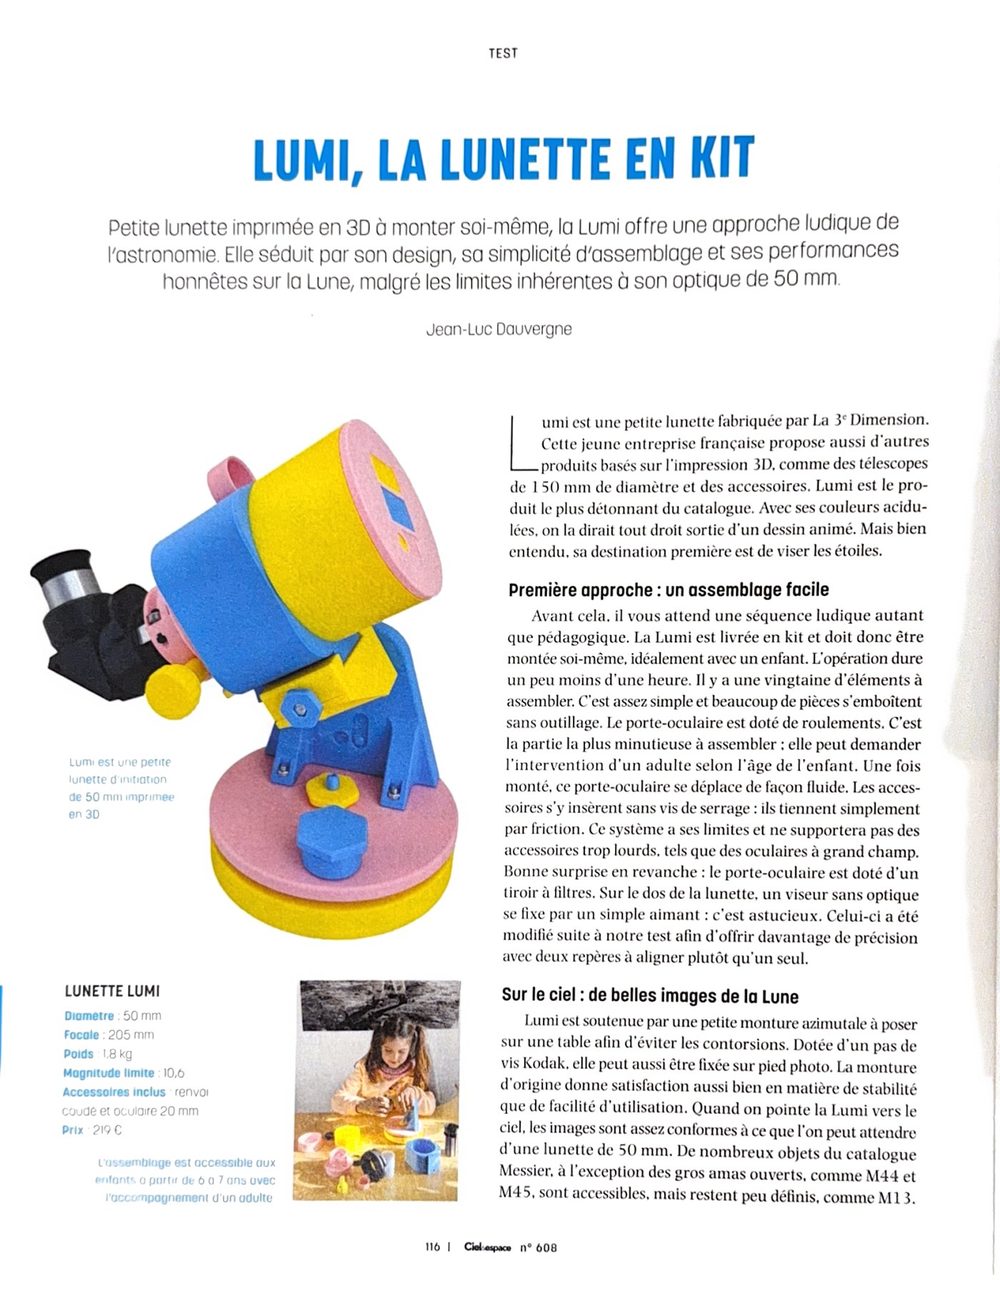 TEST
LUMI, LA LUNETTE EN KIT
Petite lunette imprimée en 3D à monter soi-même, la Lumi offre une approche ludique de
l'astronomie. Elle séduit par son design, sa simplicité d'assemblage et ses performances
honnêtes sur la Lune, malgré les limites inhérentes à son optique de 50 mm.
Jean-Luc Dauvergne
Lumi est une petite lunette fabriquée par La 3e Dimension.
Cette jeune entreprise française propose aussi d'autres
produits basés sur l'impression 3D, comme des télescopes
de 150 mm de diamètre et des accessoires. Lumi est le pro-
duit le plus détonnant du catalogue. Avec ses couleurs acidu-
lées, on la dirait tout droit sortie d'un dessin animé. Mais bien
entendu, sa destination première est de viser les étoiles.
Première approche : un assemblage facile
Avant cela, il vous attend une séquence ludique autant
que pédagogique. La Lumi est livrée en kit et doit donc être
montée soi-même, idéalement avec un enfant. L'opération dure
un peu moins d'une heure. Il y a une vingtaine d'éléments à
assembler. C'est assez simple et beaucoup de pièces s'emboîtent
sans outillage. Le porte-oculaire est doté de roulements. C'est
la partie la plus minutieuse à assembler : elle peut demander
l'intervention d'un adulte selon l'âge de l'enfant. Une fois
monté, ce porte-oculaire se déplace de façon fluide. Les acces-
soires s'y insèrent sans vis de serrage : ils tiennent simplement
par friction. Ce système a ses limites et ne supportera pas des
accessoires trop lourds, tels que des oculaires à grand champ.
Bonne surprise en revanche : le porte-oculaire est doté d'un
tiroir à filtres. Sur le dos de la lunette, un viseur sans optique
se fixe par un simple aimant : c'est astucieux. Celui-ci a été
modifié suite à notre test afin d'offrir davantage de précision
avec deux repères à aligner plutôt qu'un seul.
Sur le ciel : de belles images de la Lune
Lumi est soutenue par une petite monture azimutale à poser
sur une table afin d'éviter les contorsions. Dotée d'un pas de
vis Kodak, elle peut aussi être fixée sur pied photo. La monture
d'origine donne satisfaction aussi bien en matière de stabilité
que de facilité d'utilisation. Quand on pointe la Lumi vers le
ciel, les images sont assez conformes à ce que l'on peut attendre
d'une lunette de 50 mm. De nombreux objets du catalogue
Messier, à l'exception des gros amas ouverts, comme M44 et
M45, sont accessibles, mais restent peu définis, comme M13.
Lumi est une petite
lunette d'initiation
de 50 mm imprimée
en 3D
LUNETTE LUMI
Diamètre : 50 mm
Focale : 205 mm
Poids : 1,8 kg
Magnitude limite : 10,6
Accessoires inclus : renvoi
coudé et oculaire 20 mm
Prix : 219 €
L'assemblage est accessible aux
enfants à partir de 6 à 7 ans avec
l'accompagnement d'un adulte
116 | Ciel&espace n° 608